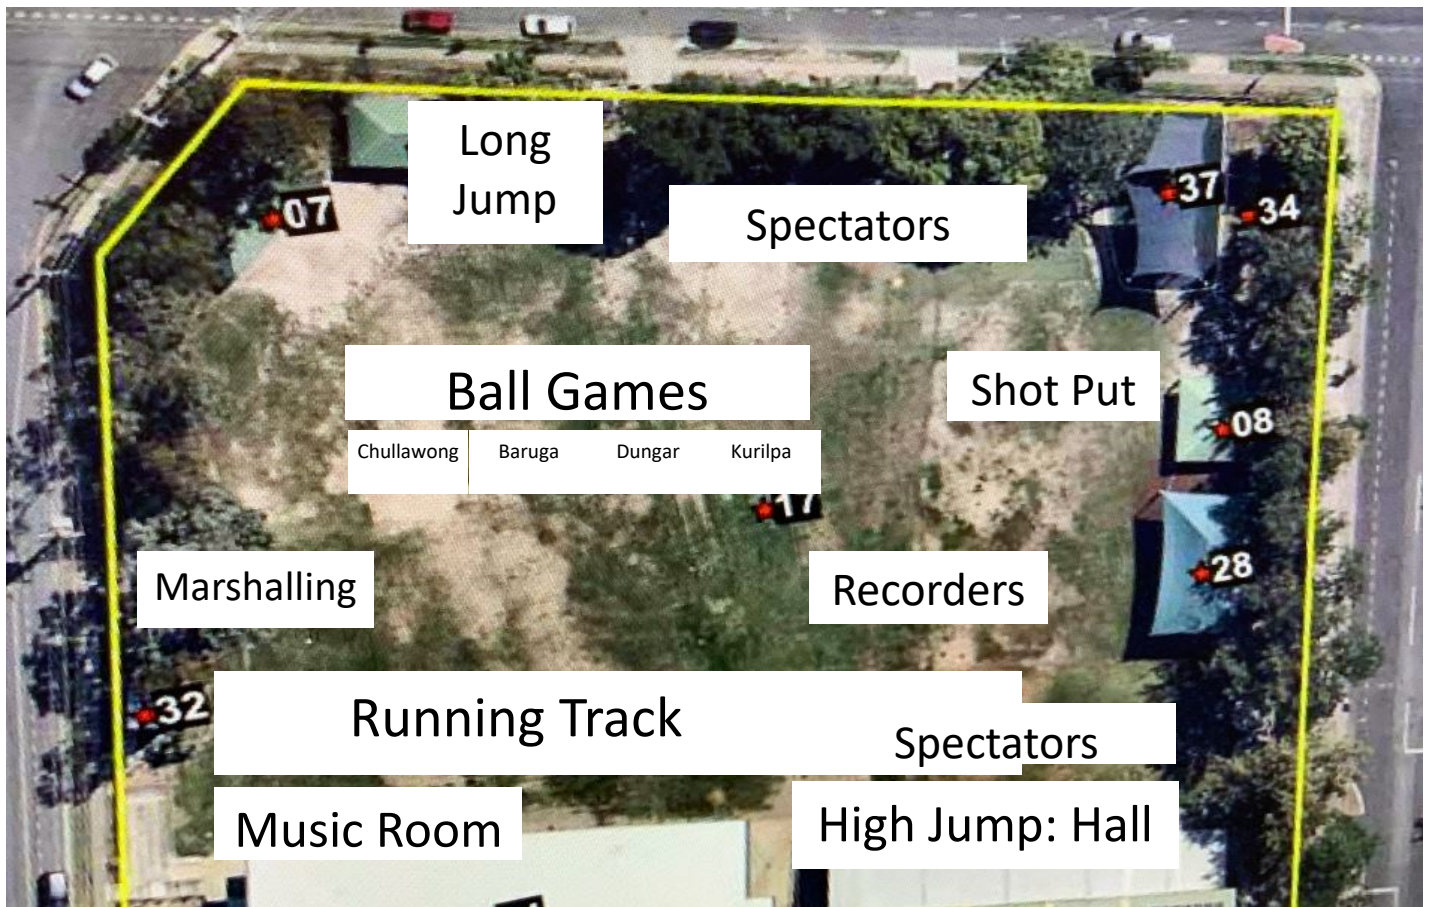 Long
Jump
07
Spectators
37
34
Ball Games
Shot Put
Chullawong Baruga Dungar Kurilpa
08
17
Marshalling
Recorders
28
32
Running Track
Spectators
Music Room
High Jump: Hall